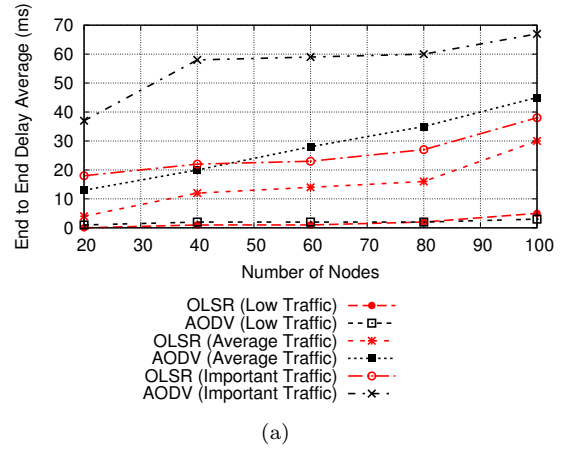 End to End Delay Average (ms)
70
60
50
40
30
20
10
0
20 30 40 50 60 70 80 90 100
Number of Nodes
OLSR (Low Traffic)
AODV (Low Traffic)
OLSR (Average Traffic)
AODV (Average Traffic)
OLSR (Important Traffic)
AODV (Important Traffic)
(a)